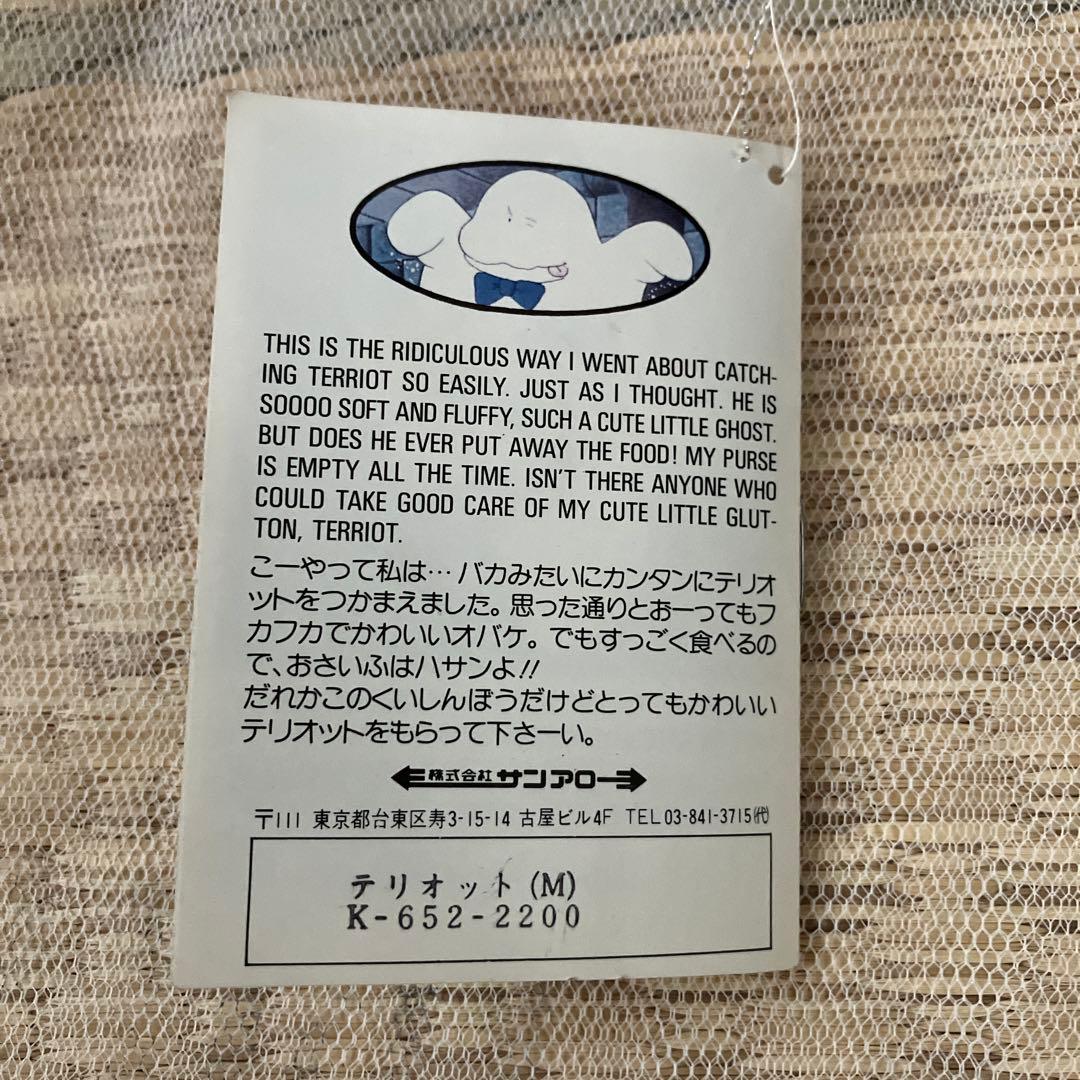 THIS IS THE RIDICULOUS WAY I WENT ABOUT CATCH-
ING TERRIOT SO EASILY. JUST AS I THOUGHT. HE IS
SOOOO SOFT AND FLUFFY, SUCH A CUTE LITTLE GHOST.
BUT DOES HE EVER PUT AWAY THE FOOD! MY PURSE
IS EMPTY ALL THE TIME. ISN'T THERE ANYONE WHO
COULD TAKE GOOD CARE OF MY CUTE LITTLE GLUT-
TON, TERRIOT.
こーやって私は…バカみたいにカンタンにテリオ
ットをつかまえました。思った通りとおーってもフ
カフカでかわいいオバケ。でもすっごく食べるの
で、おさいふはハサンよ!!
だれかこのくいしんぼうだけどとってもかわいい
テリオットをもらって下さーい。
株式会社サンアロー
〒111 東京都台東区寿3-15-14 古屋ビル4F TEL03-841-3715㈹
テリオット(M)
K-652-2200